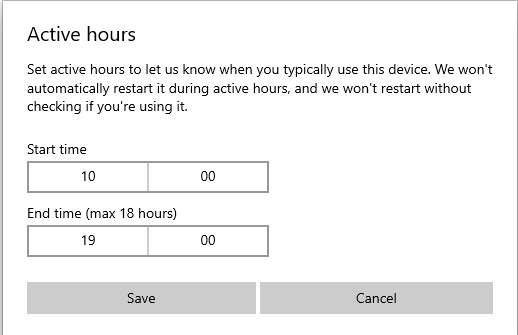 Active hours
Set active hours to let us know when you typically use this device. We won't
automatically restart it during active hours, and we won't restart without
checking if you're using it.
Start time
10 00
End time (max 18 hours)
19 00
Save Cancel